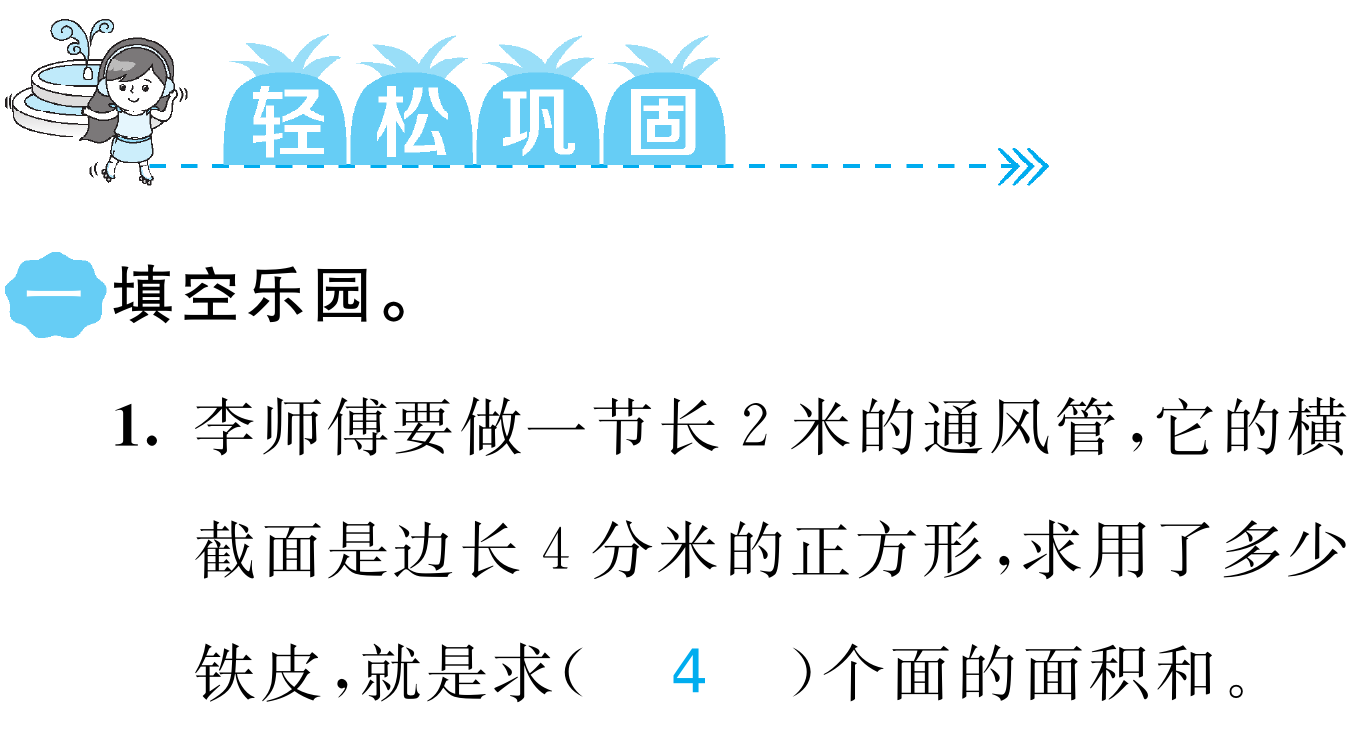 轻松巩固
一 填空乐园。
1. 李师傅要做一节长 2 米的通风管,它的横
截面是边长 4 分米的正方形,求用了多少
铁皮,就是求( 4 )个面的面积和。